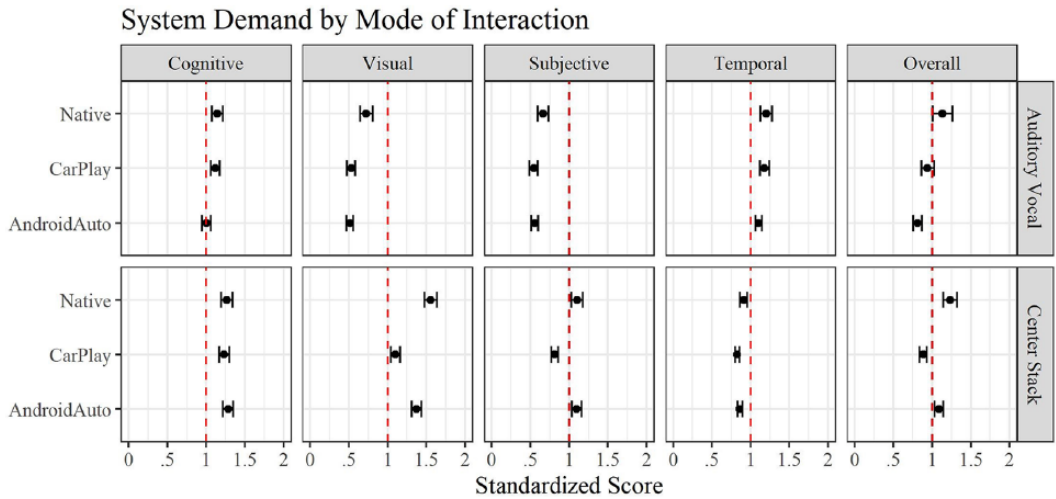 System Demand by Mode of Interaction
Cognitive Visual Subjective Temporal Overall
Native
CarPlay
AndroidAuto
Auditory Vocal
Native
CarPlay
AndroidAuto
Center Stack
0 .5 1 1.5 2 0 .5 1 1.5 2 0 .5 1 1.5 2 0 .5 1 1.5 2 0 .5 1 1.5 2
Standardized Score